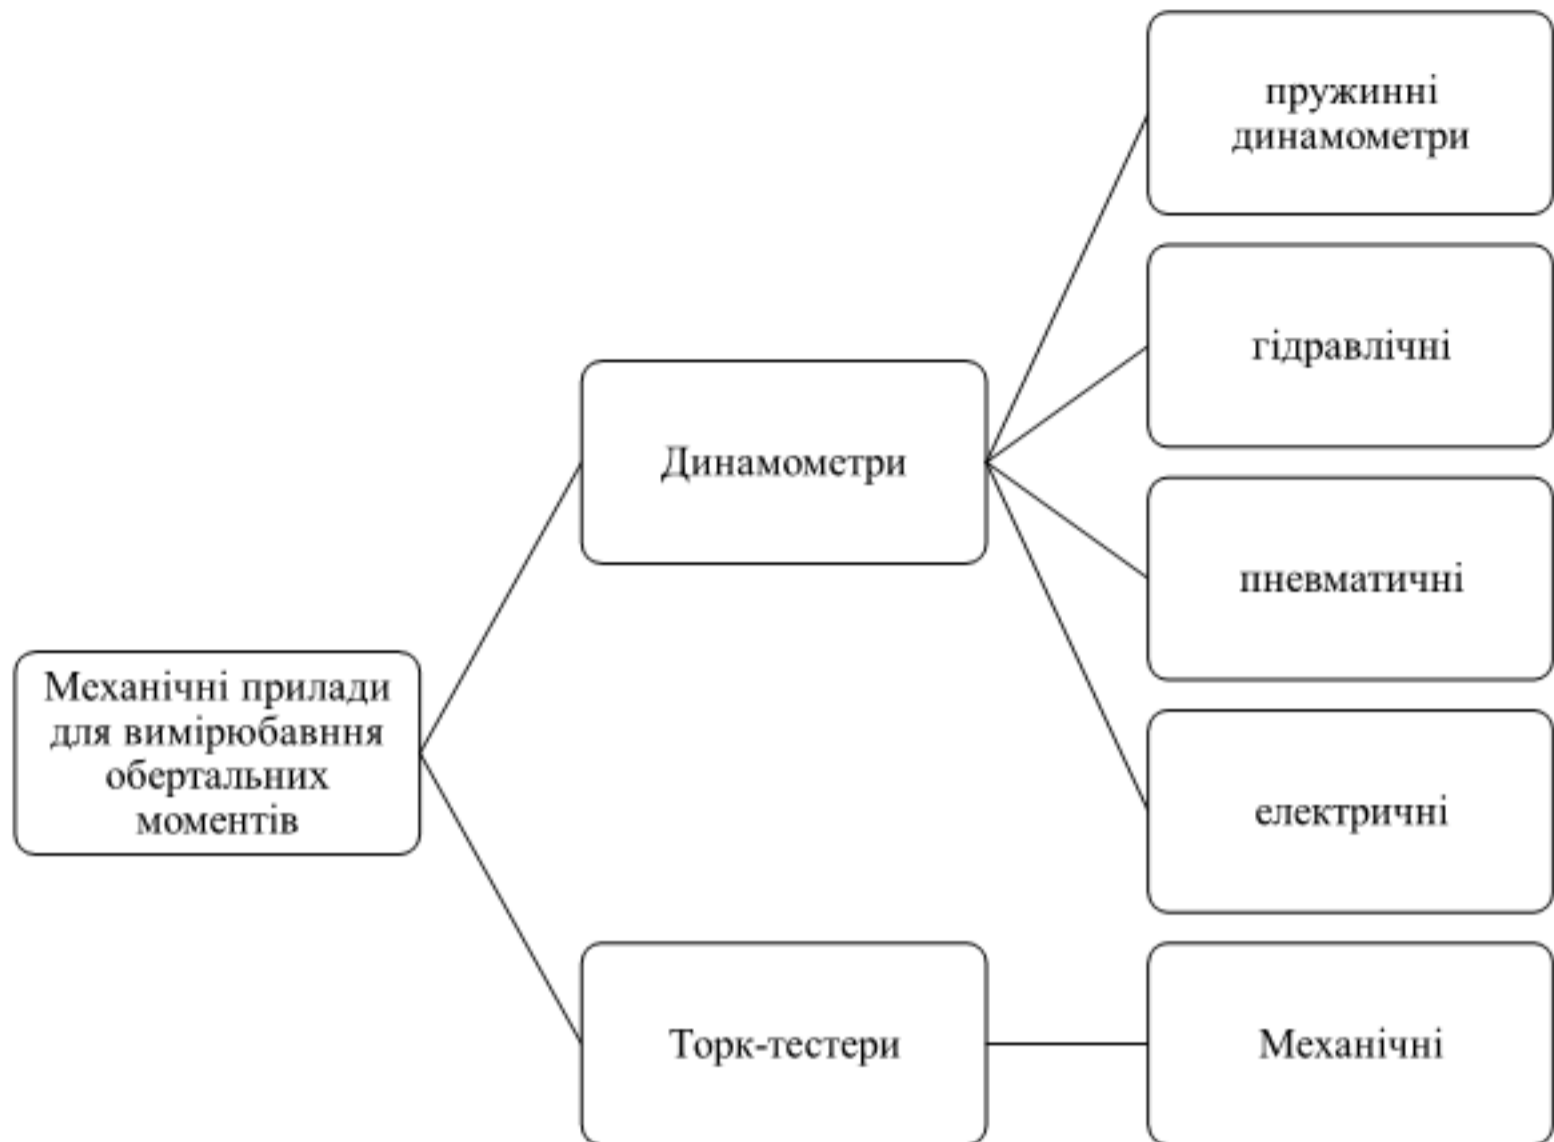 Механічні прилади
для вимірюбавння
обертальних
моментів
Динамометри
пружинні
динамометри
гідравлічні
пневматичні
електричні
Торк-тестери
Механічні